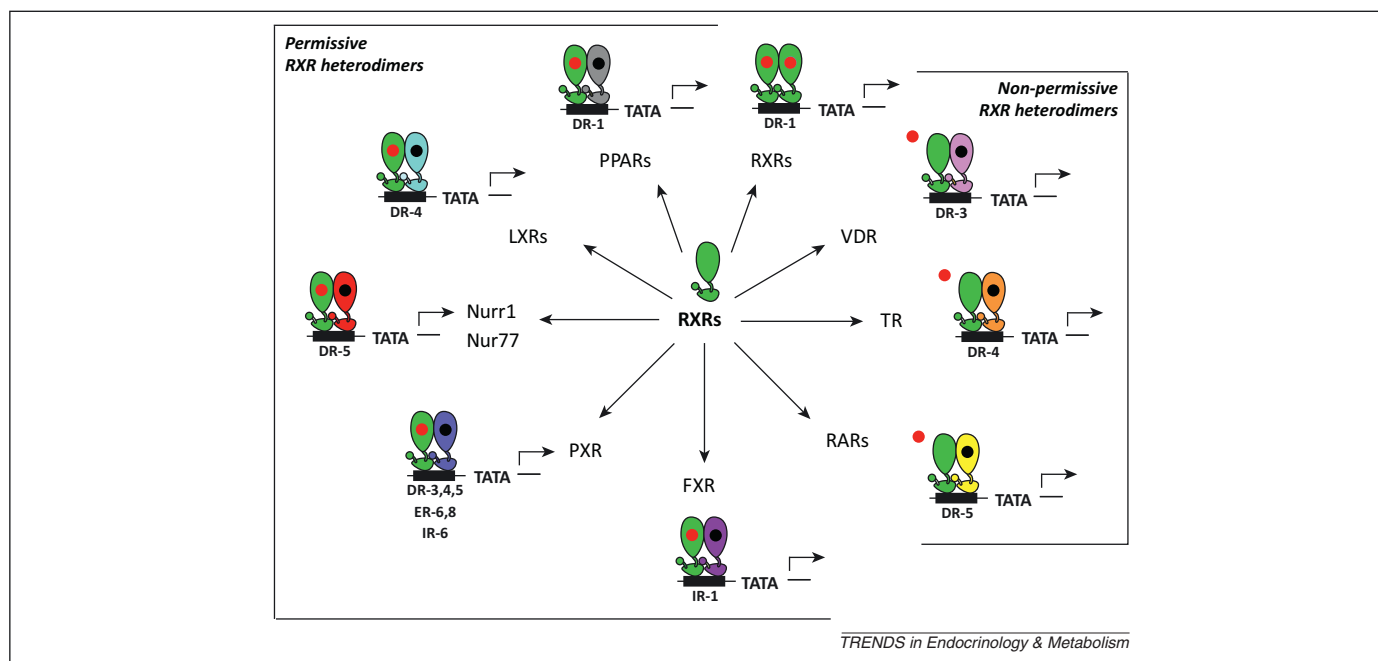 Permissive
RXR heterodimers
TATA
DR-1
PPARs
TATA
DR-1
RXRs
Non-permissive
RXR heterodimers
TATA
DR-4
LXRs
TATA
DR-3
VDR
TATA
DR-5
Nurr1
Nur77
RXRs
TR
TATA
DR-4
TATA
DR-3,4,5
ER-6,8
IR-6
PXR
FXR
RARs
TATA
DR-5
TATA
IR-1
TRENDS in Endocrinology & Metabolism